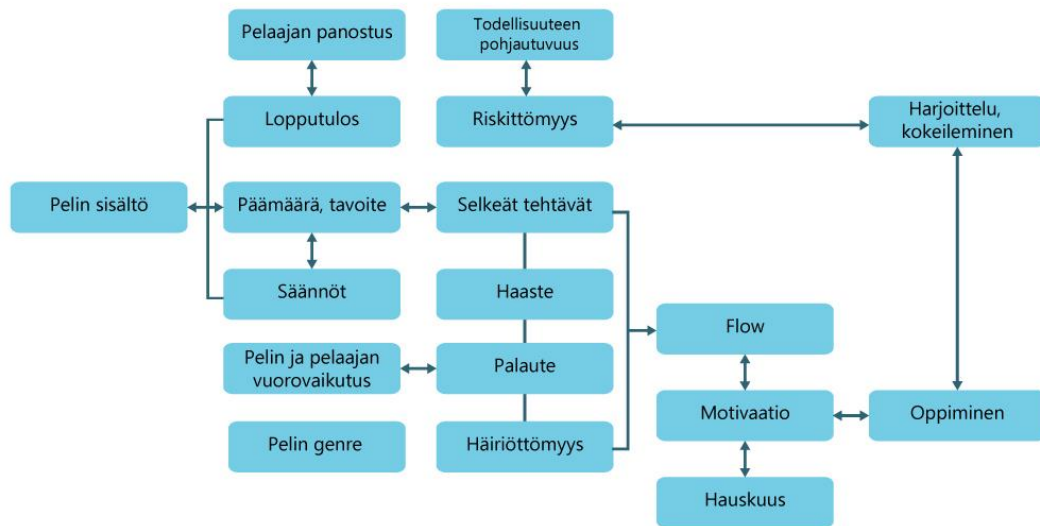 Pelaajan panostus
Todellisuuteen
pohjautuvuus
Lopputulos
Riskittömyys
Harjoittelu,
kokeileminen
Pelin sisältö
Päämäärä, tavoite
Selkeät tehtävät
Säännöt
Haaste
Flow
Pelin ja pelaajan
vuorovaikutus
Palaute
Motivaatio
Oppiminen
Pelin genre
Häiriöttömyys
Hauskuus